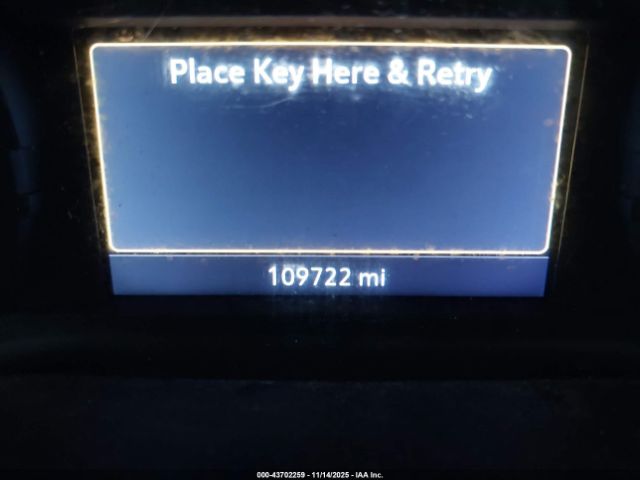 Place Key Here & Retry
109722 mi
000-43702259 - 11/14/2025 - IAA Inc.